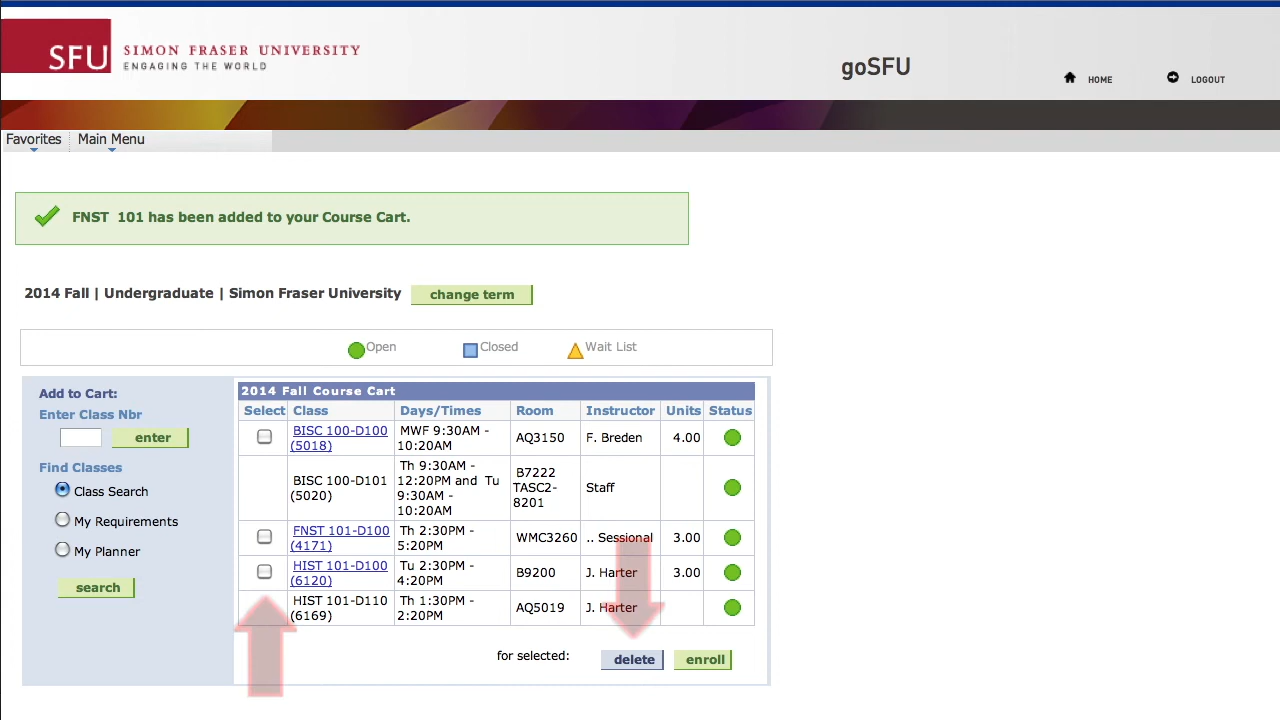 SFU SIMON FRASER UNIVERSITY
ENGAGING THE WORLD
goSFU
HOME LOGOUT
Favorites Main Menu
FNST 101 has been added to your Course Cart.
2014 Fall | Undergraduate | Simon Fraser University change term
Open Closed Wait List
Add to Cart:
Enter Class Nbr
enter
Find Classes
Class Search
My Requirements
My Planner
search
2014 Fall Course Cart
Select Class Days/Times Room Instructor Units Status
BISC 100-D100 MWF 9:30AM -
(5018) 10:20AM AQ3150 F. Breden 4.00
BISC 100-D101
(5020)
Th 9:30AM -
12:20PM and Tu
9:30AM -
10:20AM
B7222
TASC2-
8201
Staff
FNST 101-D100 Th 2:30PM -
(4171) 5:20PM WMC3260 .. Sessional 3.00
HIST 101-D100 Tu 2:30PM -
(6120) 4:20PM B9200 J. Harter 3.00
HIST 101-D110 Th 1:30PM -
(6169) 2:20PM AQ5019 J. Harter
for selected: delete enroll